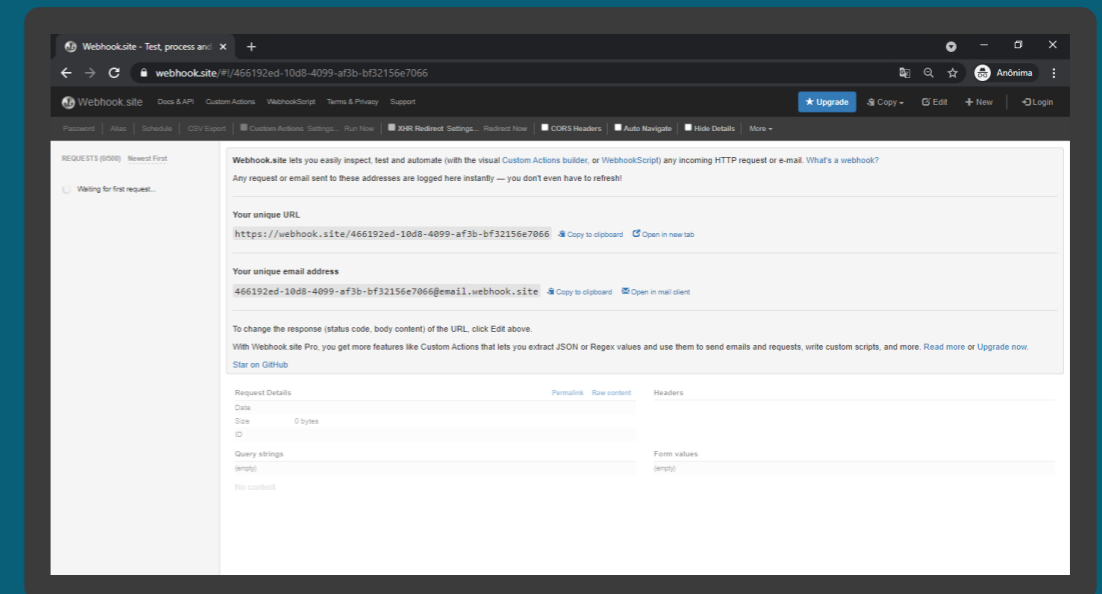 Webhook.site - Test, process and
webhook.site/#!/466192ed-10d8-4099-af3b-bf32156e7066
Anônima
Webhook.site Docs & API Custom Actions WebhookScript Terms & Privacy Support
Upgrade Copy Edit + New Login
Password Alias Schedule CSV Export Custom Actions Settings... Run Now XHR Redirect Settings... Redirect Now CORS Headers Auto Navigate Hide Details More
REQUESTS (0/500) Newest First
Waiting for first request...
Webhook.site lets you easily inspect, test and automate (with the visual Custom Actions builder, or WebhookScript) any incoming HTTP request or e-mail. What's a webhook?
Any request or email sent to these addresses are logged here instantly — you don't even have to refresh!
Your unique URL
https://webhook.site/466192ed-10d8-4099-af3b-bf32156e7066 Copy to clipboard Open in new tab
Your unique email address
466192ed-10d8-4099-af3b-bf32156e7066@email.webhook.site Copy to clipboard Open in mail client
To change the response (status code, body content) of the URL, click Edit above.
With Webhook.site Pro, you get more features like Custom Actions that lets you extract JSON or Regex values and use them to send emails and requests, write custom scripts, and more. Read more or Upgrade now.
Star on GitHub
Request Details Permalink Raw content Headers
Date
Size 0 bytes
ID
Query strings Form values
(empty) (empty)
No content